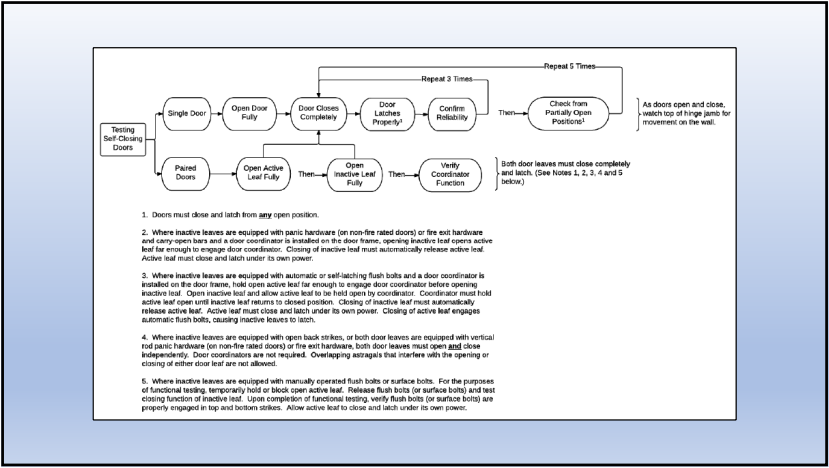 Repeat 5 Times
Repeat 3 Times
Single Door
Open Door
Fully
Door Closes
Completely
Door
Latches
Properly¹
Confirm
Reliability
Then
Check from
Partially Open
Positions¹
As doors open and close,
watch top of hinge jamb for
movement on the wall.
Testing
Self-Closing
Doors
Paired
Doors
Open Active
Leaf Fully
Then
Open
Inactive Leaf
Fully
Then
Verify
Coordinator
Function
Both door leaves must close completely
and latch. (See Notes 1, 2, 3, 4 and 5
below.)
1. Doors must close and latch from any open position.
2. Where inactive leaves are equipped with panic hardware (on non-fire rated doors) or fire exit hardware
and carry-open bars and a door coordinator is installed on the door frame, opening inactive leaf opens active
leaf far enough to engage door coordinator. Closing of inactive leaf must automatically release active leaf.
Active leaf must close and latch under its own power.
3. Where inactive leaves are equipped with automatic or self-latching flush bolts and a door coordinator is
installed on the door frame, hold open active leaf far enough to engage door coordinator before opening
inactive leaf. Open inactive leaf and allow active leaf to be held open by coordinator. Coordinator must hold
active leaf open until inactive leaf returns to closed position. Closing of inactive leaf must automatically
release active leaf. Active leaf must close and latch under its own power. Closing of active leaf engages
automatic flush bolts, causing inactive leaves to latch.
4. Where inactive leaves are equipped with open back strikes, or both door leaves are equipped with vertical
rod panic hardware (on non-fire rated doors) or fire exit hardware, both door leaves must open and close
independently. Door coordinators are not required. Overlapping astragals that interfere with the opening or
closing of either door leaf are not allowed.
5. Where inactive leaves are equipped with manually operated flush bolts or surface bolts. For the purposes
of functional testing, temporarily hold or block open active leaf. Release flush bolts (or surface bolts) and test
closing function of inactive leaf. Upon completion of functional testing, verify flush bolts (or surface bolts) are
properly engaged in top and bottom strikes. Allow active leaf to close and latch under its own power.